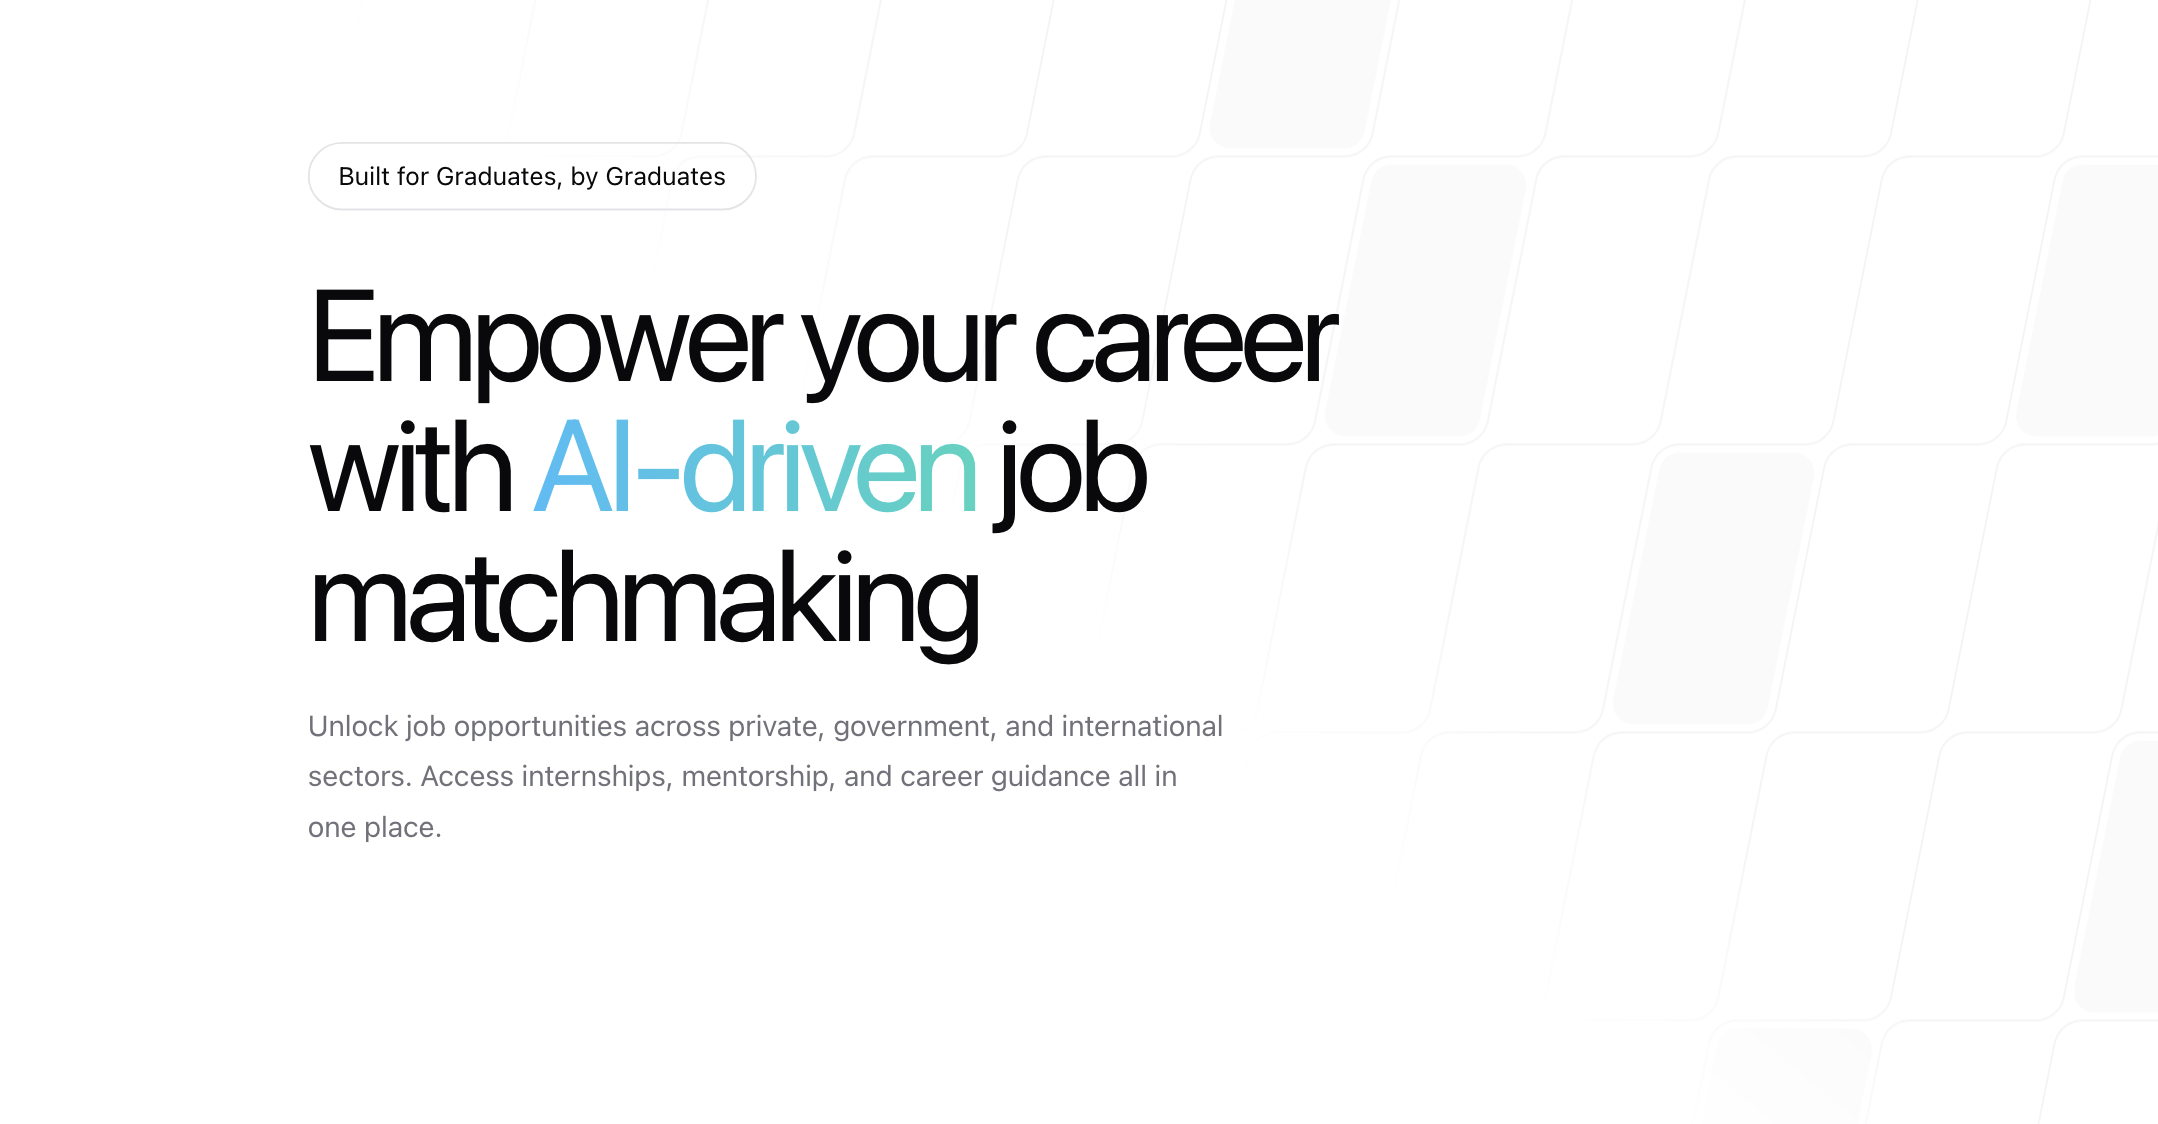 Built for Graduates, by Graduates
Empower your career
with AI-driven job
matchmaking
Unlock job opportunities across private, government, and international
sectors. Access internships, mentorship, and career guidance all in
one place.